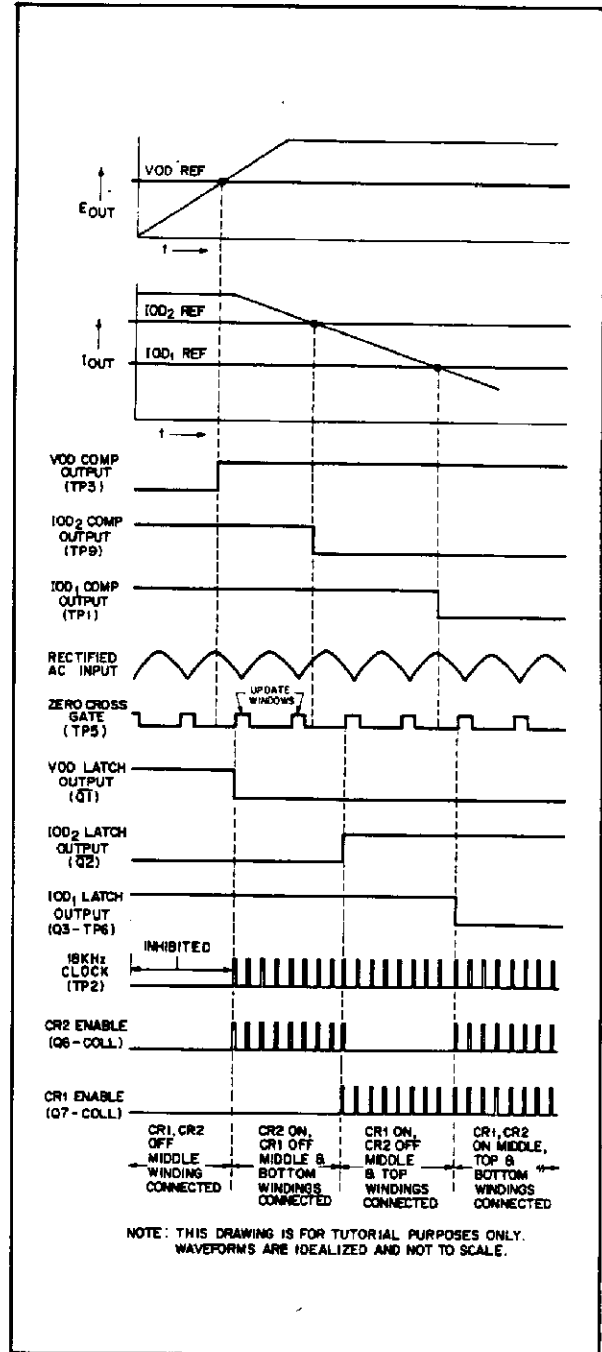 VOD REF
EOUT
t
IOD2 REF
IOD1 REF
IOUT
t
VOD COMP
OUTPUT
(TP3)
IOD2 COMP
OUTPUT
(TP9)
IOD1 COMP
OUTPUT
(TP1)
RECTIFIED
AC INPUT
UPDATE
WINDOWS
ZERO CROSS
GATE
(TP5)
VOD LATCH
OUTPUT
(Q̅1̅)
IOD2 LATCH
OUTPUT
(Q̅2̅)
IOD1 LATCH
OUTPUT
(Q3-TP6)
INHIBITED
18KHz
CLOCK
(TP2)
CR2 ENABLE
(Q6-COLL)
CR1 ENABLE
(Q7-COLL)
CR1, CR2
OFF
MIDDLE
WINDING
CONNECTED
CR2 ON,
CR1 OFF
MIDDLE &
BOTTOM
WINDINGS
CONNECTED
CR1 ON,
CR2 OFF
MIDDLE
& TOP
WINDINGS
CONNECTED
CR1, CR2
ON MIDDLE,
TOP &
BOTTOM
WINDINGS
CONNECTED
NOTE: THIS DRAWING IS FOR TUTORIAL PURPOSES ONLY.
WAVEFORMS ARE IDEALIZED AND NOT TO SCALE.